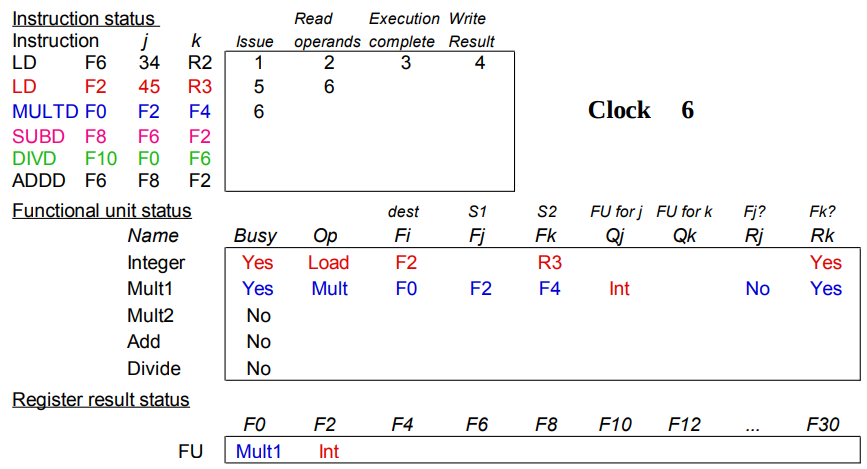 Instruction status Read Execution Write
Instruction j k Issue operands complete Result
LD F6 34 R2 1 2 3 4
LD F2 45 R3 5 6
MULTD F0 F2 F4 6
Clock 6
SUBD F8 F6 F2
DIVD F10 F0 F6
ADDD F6 F8 F2
Functional unit status dest S1 S2 FU for j FU for k Fj? Fk?
Name Busy Op Fi Fj Fk Qj Qk Rj Rk
Integer Yes Load F2 R3 Yes
Mult1 Yes Mult F0 F2 F4 Int No Yes
Mult2 No
Add No
Divide No
Register result status
F0 F2 F4 F6 F8 F10 F12 ... F30
FU Mult1 Int